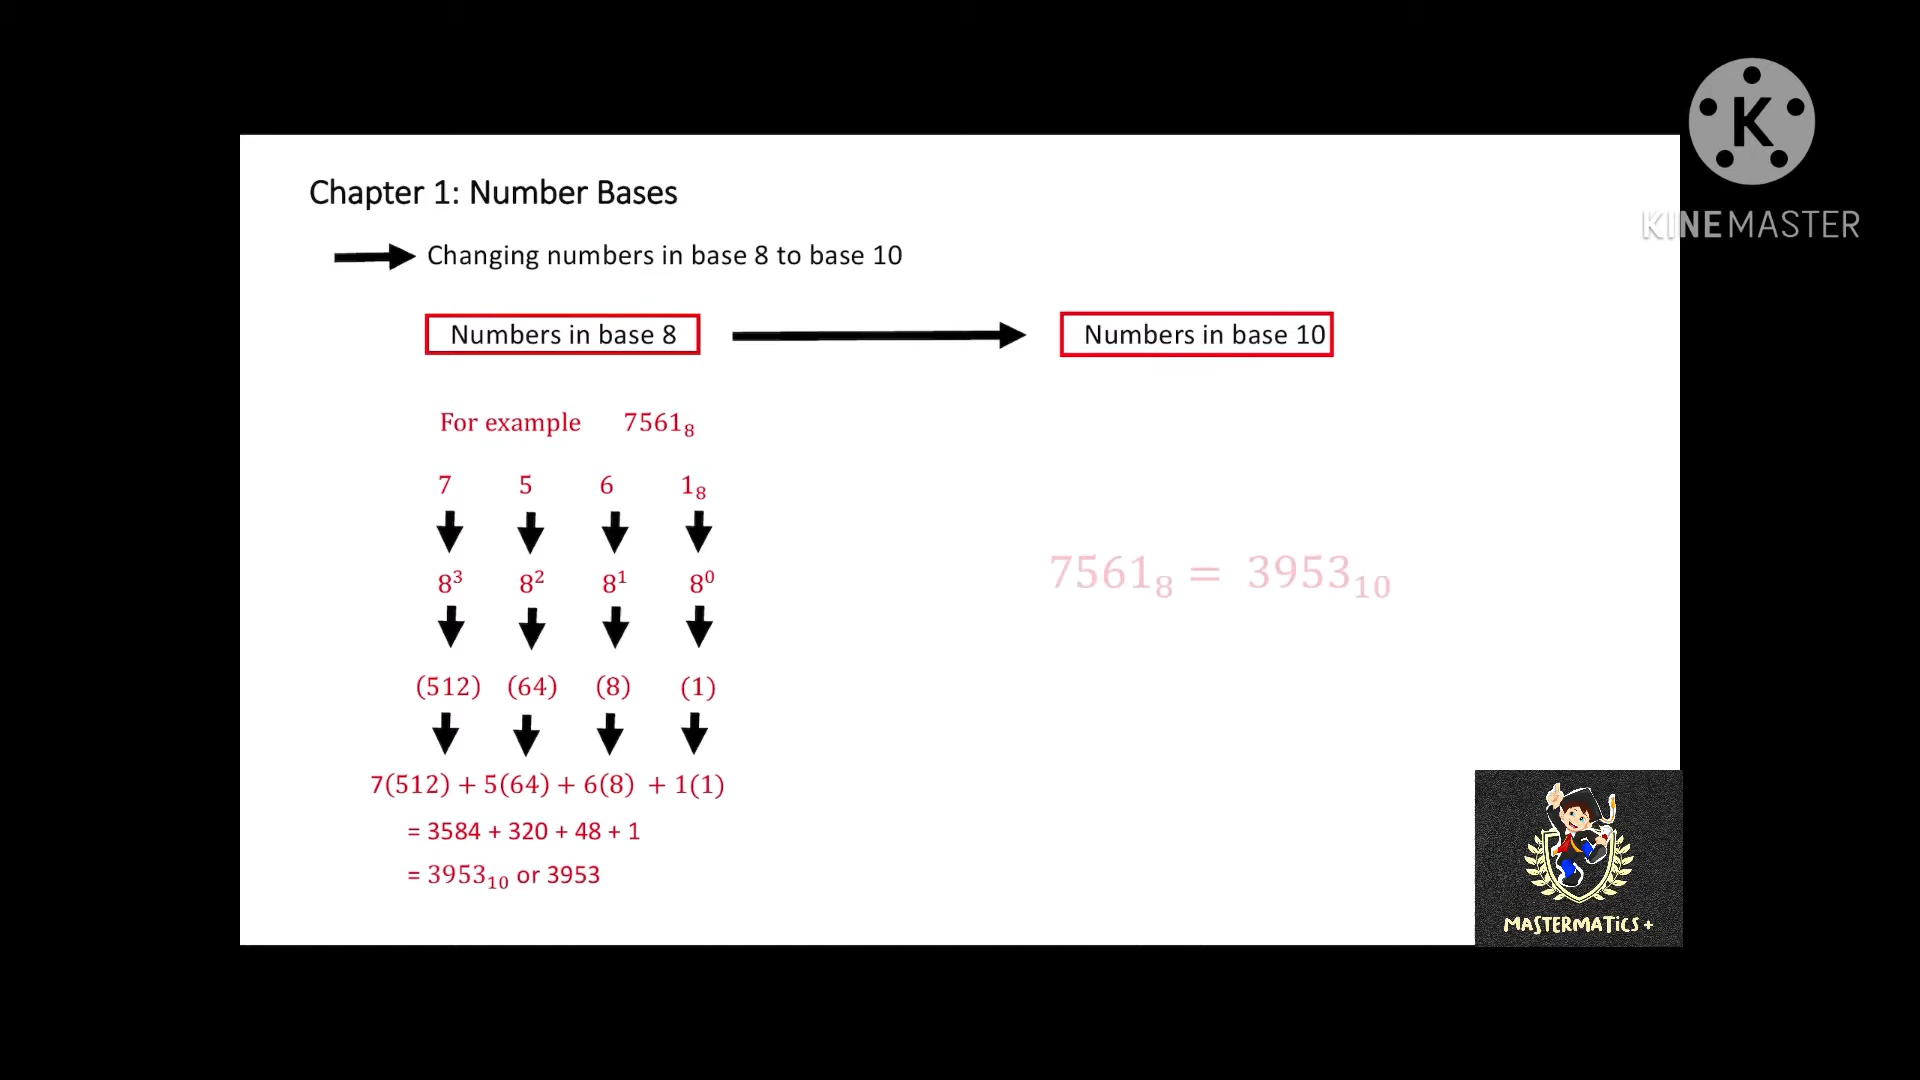 K
KINEMASTER
Chapter 1: Number Bases
Changing numbers in base 8 to base 10
Numbers in base 8
Numbers in base 10
For example 7561₈
7 5 6 1₈
8³ 8² 8¹ 8⁰
(512) (64) (8) (1)
7(512) + 5(64) + 6(8) + 1(1)
= 3584 + 320 + 48 + 1
= 3953₁₀ or 3953
7561₈ = 3953₁₀
MASTERMATiCS +